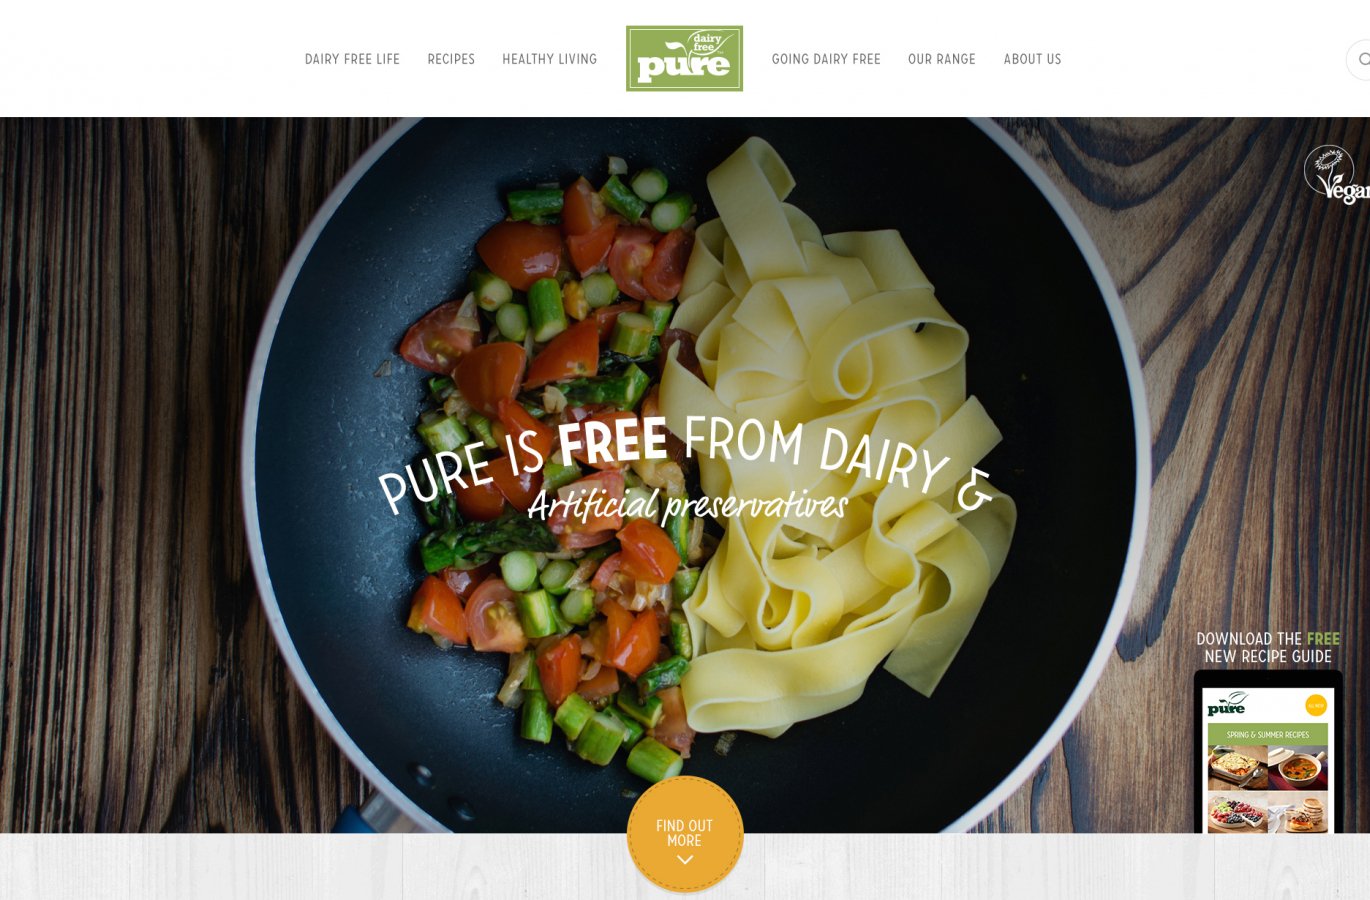 DAIRY FREE LIFE
RECIPES
HEALTHY LIVING
dairy
free
pure
GOING DAIRY FREE
OUR RANGE
ABOUT US
PURE IS FREE FROM DAIRY &
Artificial preservatives
DOWNLOAD THE FREE
NEW RECIPE GUIDE
pure
SPRING & SUMMER RECIPES
FIND OUT
MORE